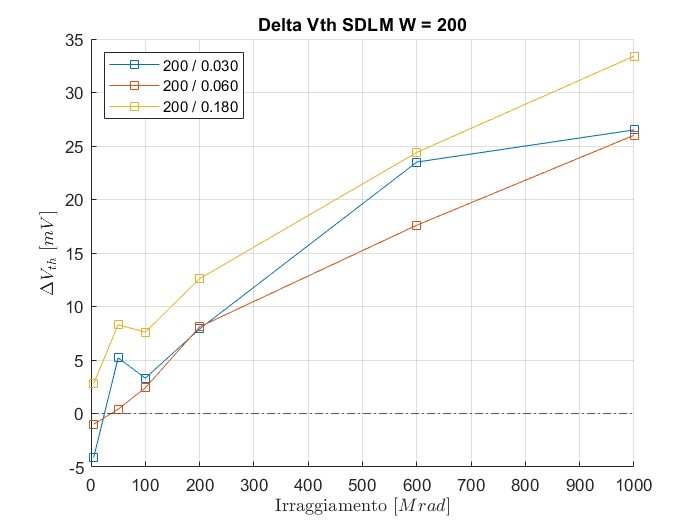 Delta Vth SDLM W = 200
35
30
25
20
15
10
5
0
-5
200 / 0.030
200 / 0.060
200 / 0.180
ΔV_th [mV]
0 100 200 300 400 500 600 700 800 900 1000
Irraggiamento [Mrad]